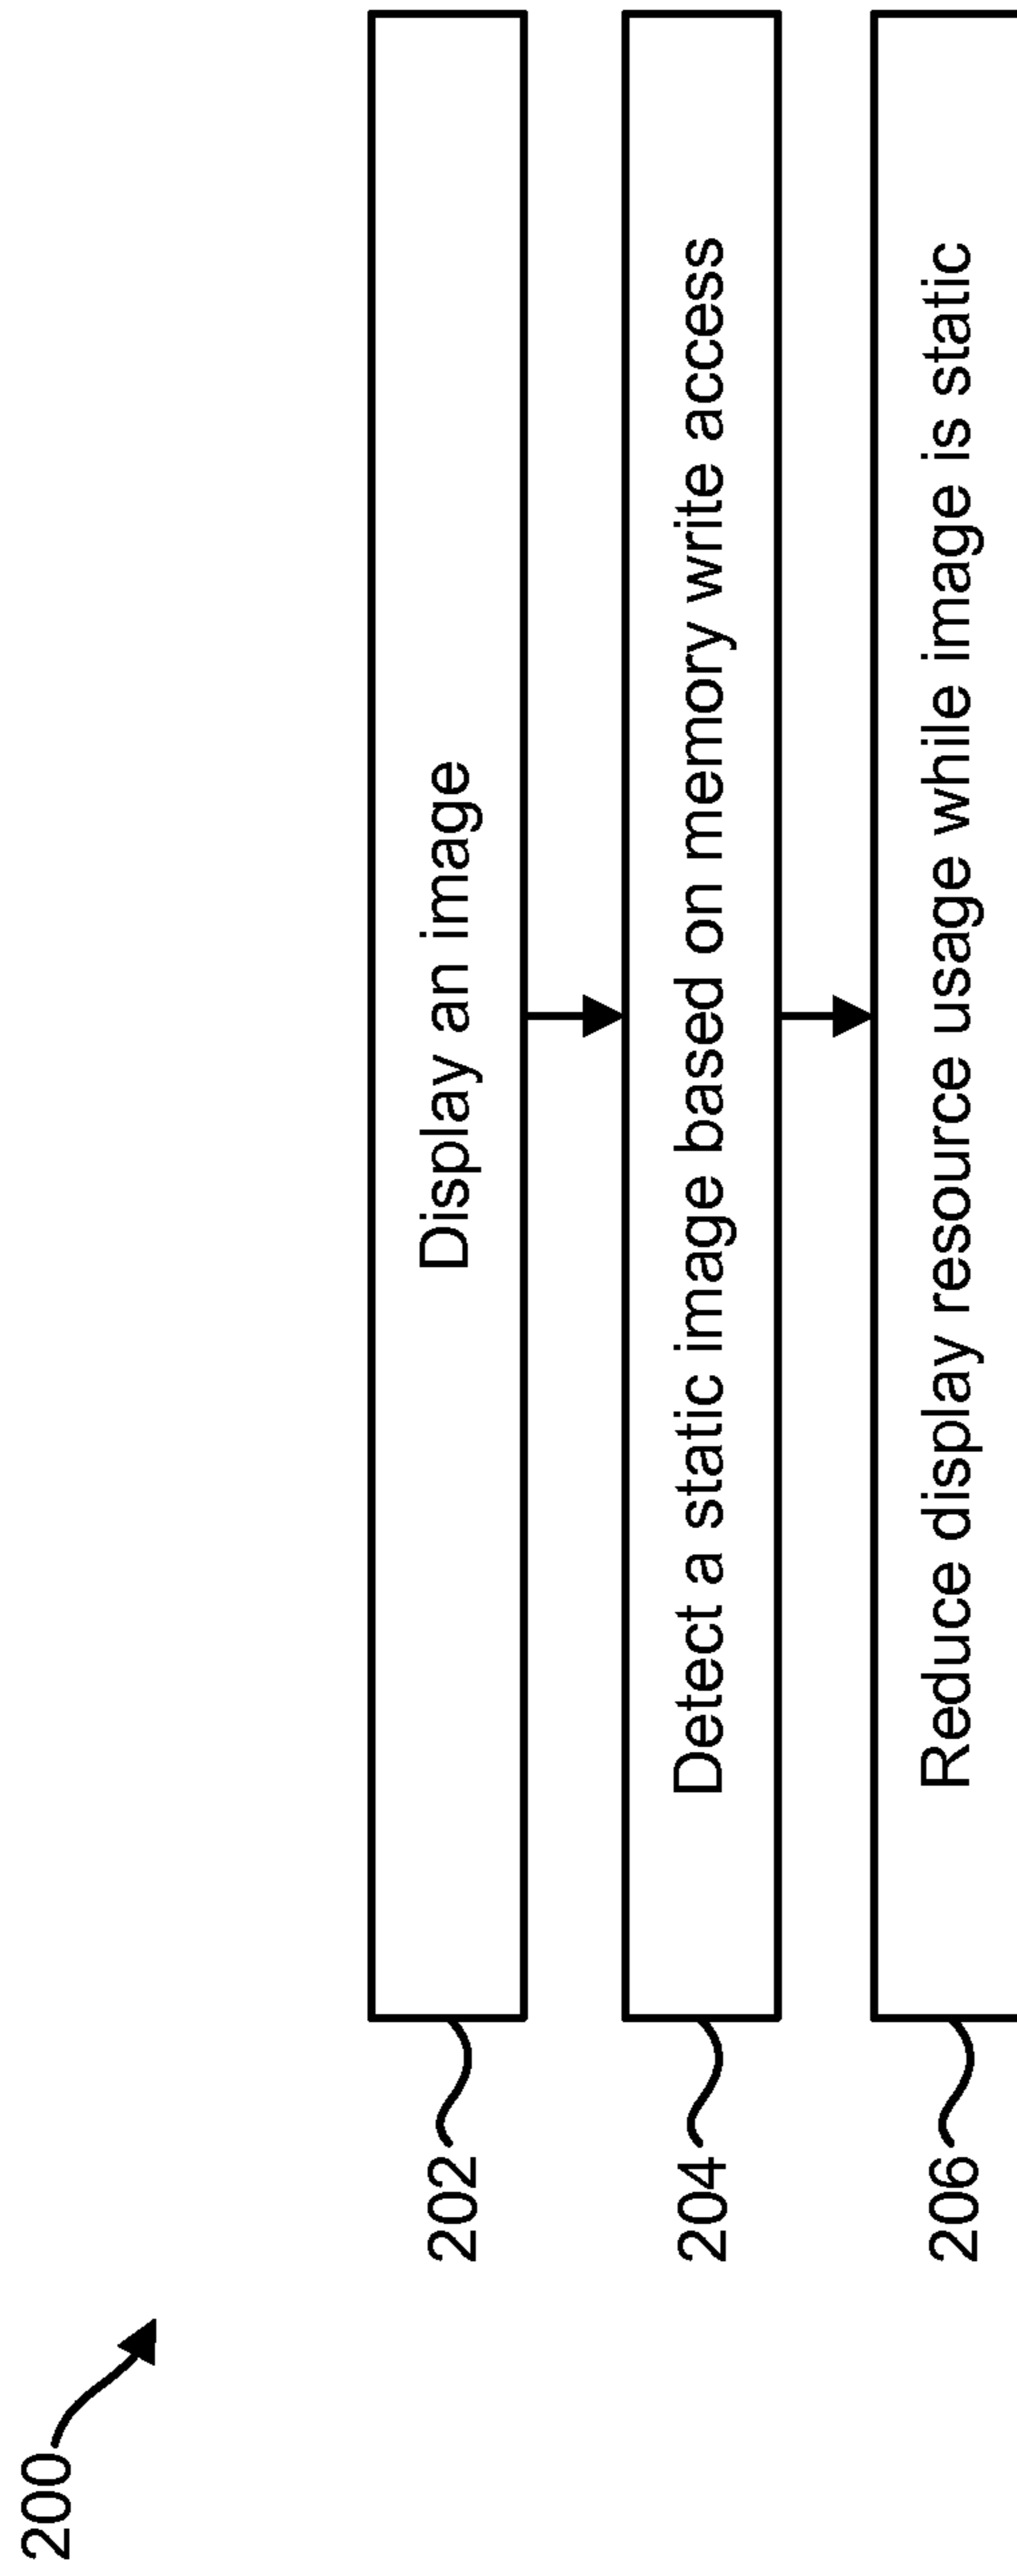 200
202
Display an image
204
Detect a static image based on memory write access
206
Reduce display resource usage while image is static